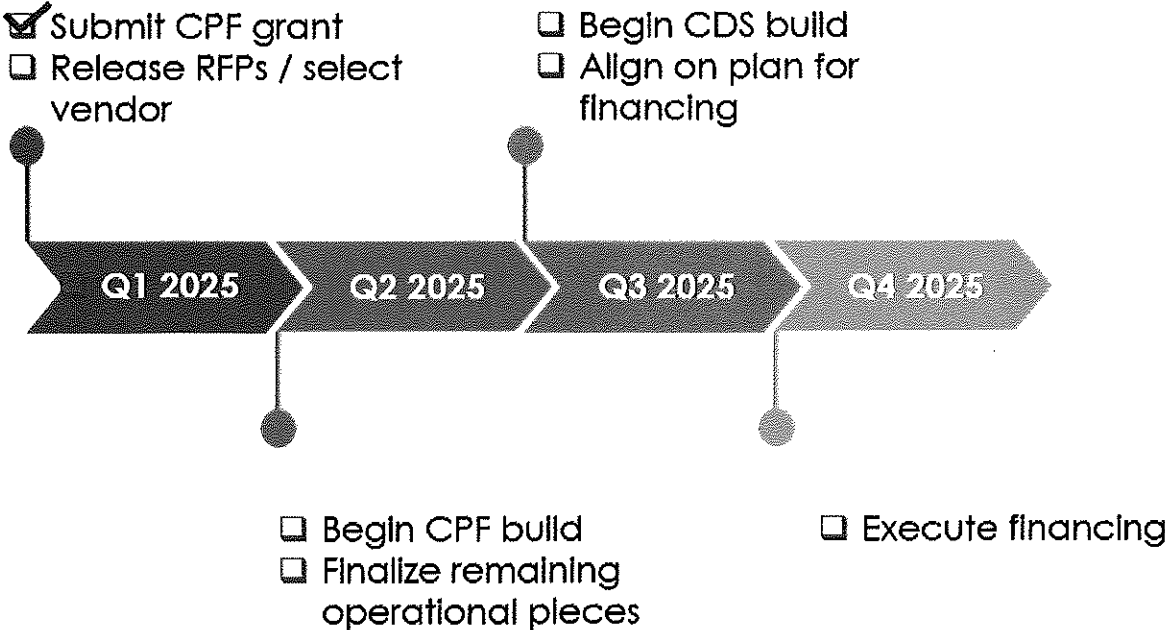 Submit CPF grant
Release RFPs / select
vendor
Begin CDS build
Align on plan for
financing
Q1 2025
Q2 2025
Q3 2025
Q4 2025
Begin CPF build
Finalize remaining
operational pieces
Execute financing